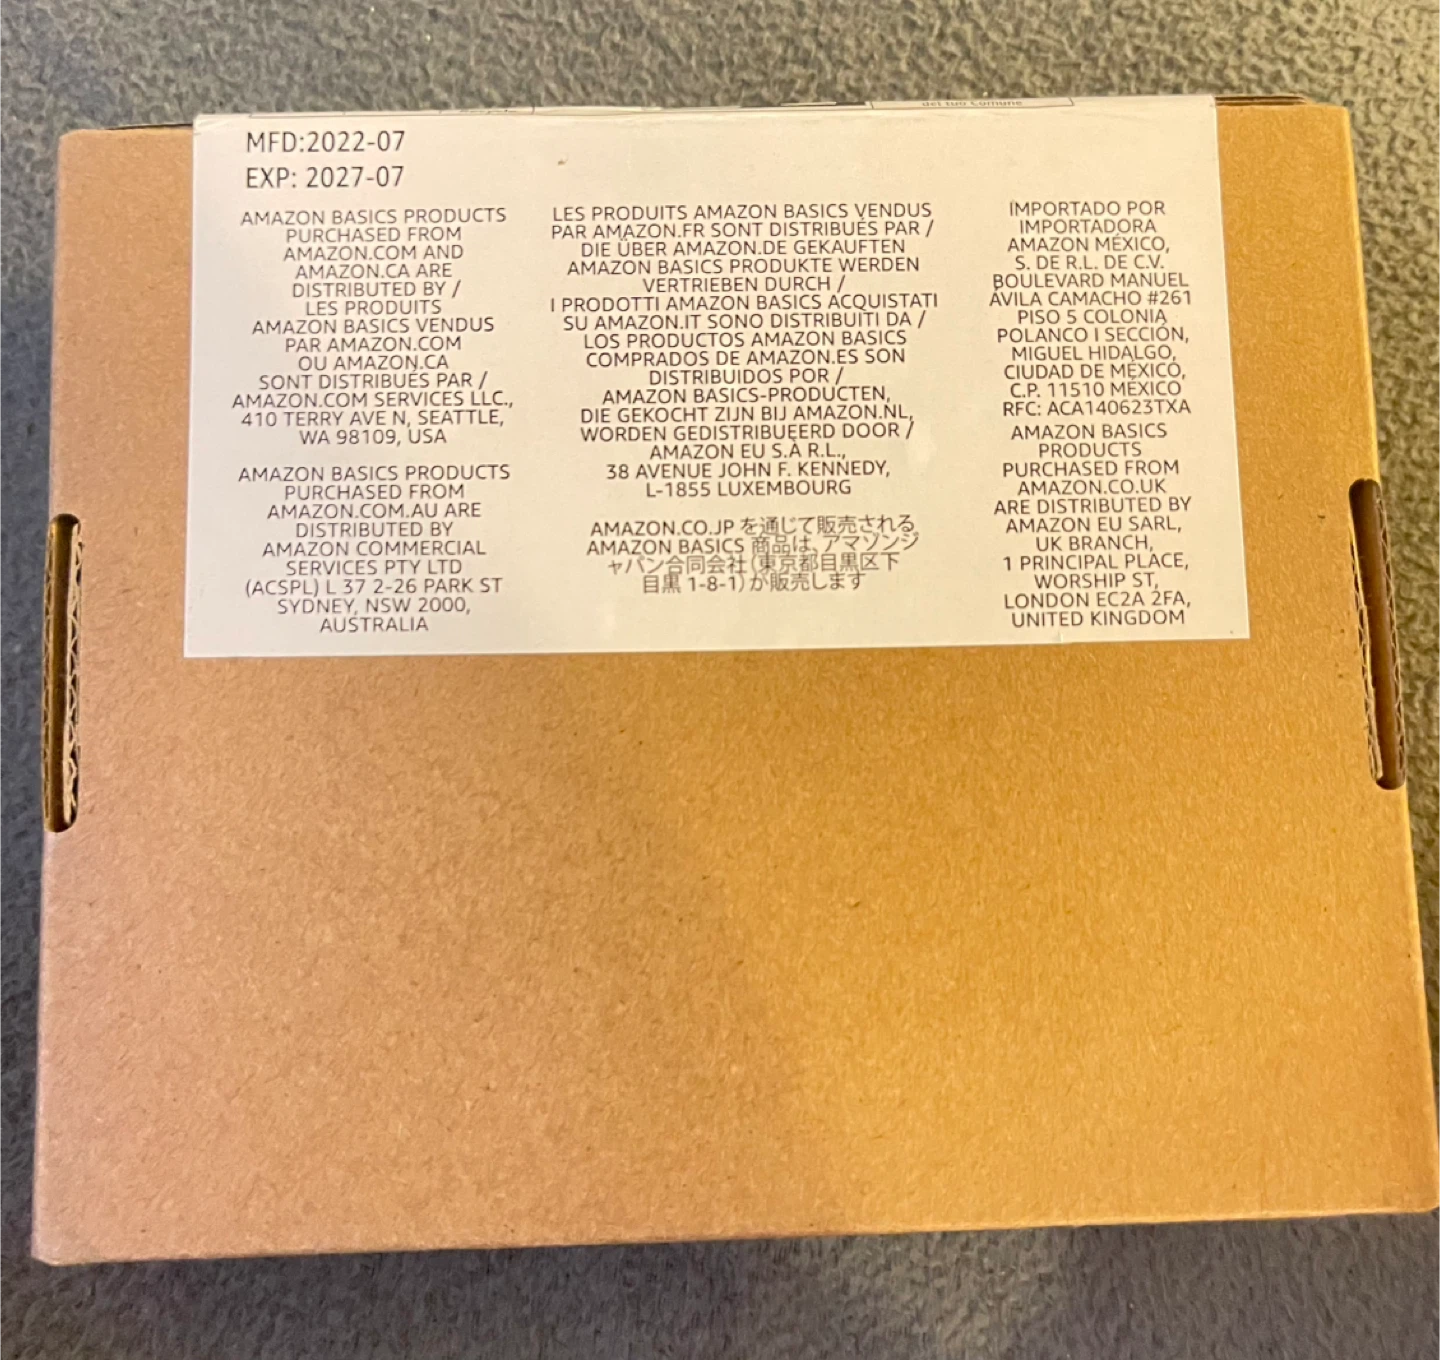 del tuo Comune
MFD:2022-07
EXP: 2027-07
AMAZON BASICS PRODUCTS
PURCHASED FROM
AMAZON.COM AND
AMAZON.CA ARE
DISTRIBUTED BY /
LES PRODUITS
AMAZON BASICS VENDUS
PAR AMAZON.COM
OU AMAZON.CA
SONT DISTRIBUÉS PAR /
AMAZON.COM SERVICES LLC.,
410 TERRY AVE N, SEATTLE,
WA 98109, USA
AMAZON BASICS PRODUCTS
PURCHASED FROM
AMAZON.COM.AU ARE
DISTRIBUTED BY
AMAZON COMMERCIAL
SERVICES PTY LTD
(ACSPL) L 37 2-26 PARK ST
SYDNEY, NSW 2000,
AUSTRALIA
LES PRODUITS AMAZON BASICS VENDUS
PAR AMAZON.FR SONT DISTRIBUÉS PAR /
DIE ÜBER AMAZON.DE GEKAUFTEN
AMAZON BASICS PRODUKTE WERDEN
VERTRIEBEN DURCH /
I PRODOTTI AMAZON BASICS ACQUISTATI
SU AMAZON.IT SONO DISTRIBUITI DA /
LOS PRODUCTOS AMAZON BASICS
COMPRADOS DE AMAZON.ES SON
DISTRIBUIDOS POR /
AMAZON BASICS-PRODUCTEN,
DIE GEKOCHT ZIJN BIJ AMAZON.NL,
WORDEN GEDISTRIBUEERD DOOR /
AMAZON EU S.À R.L.,
38 AVENUE JOHN F. KENNEDY,
L-1855 LUXEMBOURG
AMAZON.CO.JP を通じて販売される
AMAZON BASICS 商品は、アマゾンジ
ャパン合同会社(東京都目黒区下
目黒 1-8-1)が販売します
IMPORTADO POR
IMPORTADORA
AMAZON MÉXICO,
S. DE R.L. DE C.V.
BOULEVARD MANUEL
ÁVILA CAMACHO #261
PISO 5 COLONIA
POLANCO I SECCIÓN,
MIGUEL HIDALGO,
CIUDAD DE MÉXICO,
C.P. 11510 MÉXICO
RFC: ACA140623TXA
AMAZON BASICS
PRODUCTS
PURCHASED FROM
AMAZON.CO.UK
ARE DISTRIBUTED BY
AMAZON EU SARL,
UK BRANCH,
1 PRINCIPAL PLACE,
WORSHIP ST,
LONDON EC2A 2FA,
UNITED KINGDOM